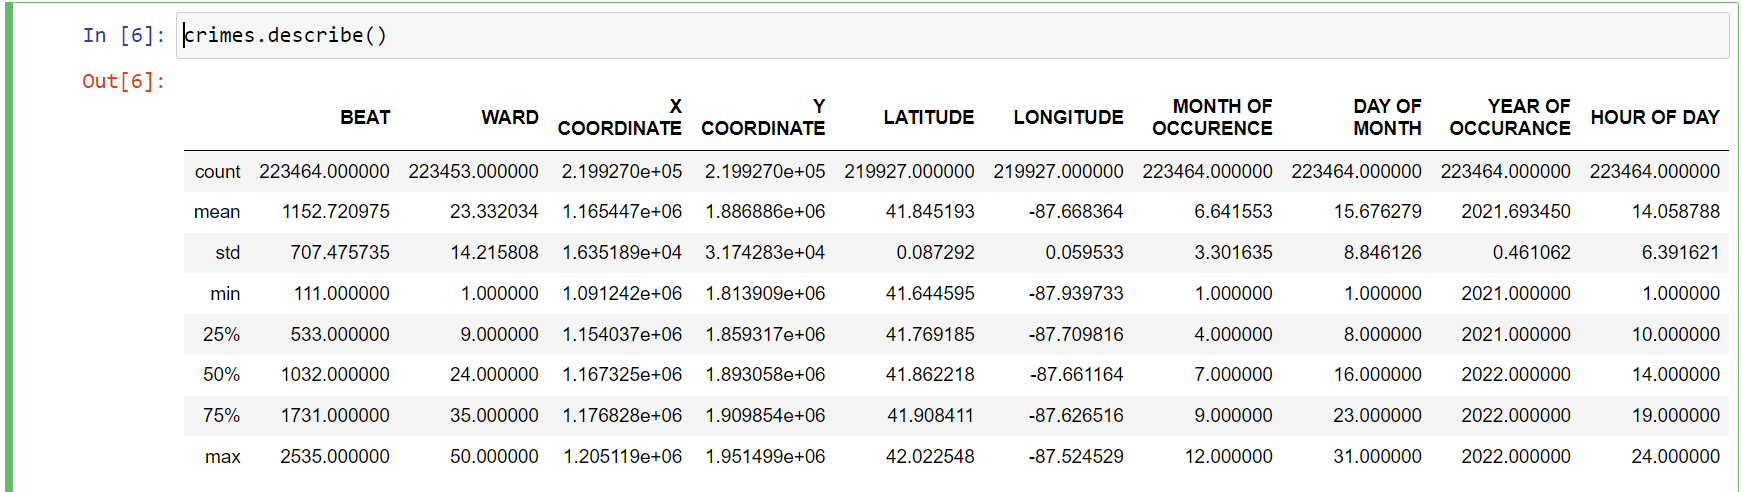 In [6]: crimes.describe()
Out[6]:
BEAT WARD X COORDINATE Y COORDINATE LATITUDE LONGITUDE MONTH OF OCCURENCE DAY OF MONTH YEAR OF OCCURANCE HOUR OF DAY
count 223464.000000 223453.000000 2.199270e+05 2.199270e+05 219927.000000 219927.000000 223464.000000 223464.000000 223464.000000 223464.000000
mean 1152.720975 23.332034 1.165447e+06 1.886886e+06 41.845193 -87.668364 6.641553 15.676279 2021.693450 14.058788
std 707.475735 14.215808 1.635189e+04 3.174283e+04 0.087292 0.059533 3.301635 8.846126 0.461062 6.391621
min 111.000000 1.000000 1.091242e+06 1.813909e+06 41.644595 -87.939733 1.000000 1.000000 2021.000000 1.000000
25% 533.000000 9.000000 1.154037e+06 1.859317e+06 41.769185 -87.709816 4.000000 8.000000 2021.000000 10.000000
50% 1032.000000 24.000000 1.167325e+06 1.893058e+06 41.862218 -87.661164 7.000000 16.000000 2022.000000 14.000000
75% 1731.000000 35.000000 1.176828e+06 1.909854e+06 41.908411 -87.626516 9.000000 23.000000 2022.000000 19.000000
max 2535.000000 50.000000 1.205119e+06 1.951499e+06 42.022548 -87.524529 12.000000 31.000000 2022.000000 24.000000